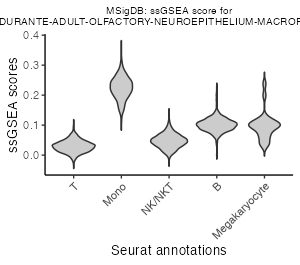 MSigDB: ssGSEA score for
DURANTE-ADULT-OLFACTORY-NEUROEPITHELIUM-MACROP
ssGSEA scores
0.4
0.3
0.2
0.1
0.0
T
Mono
NK/NKT
B
Megakaryocyte
Seurat annotations